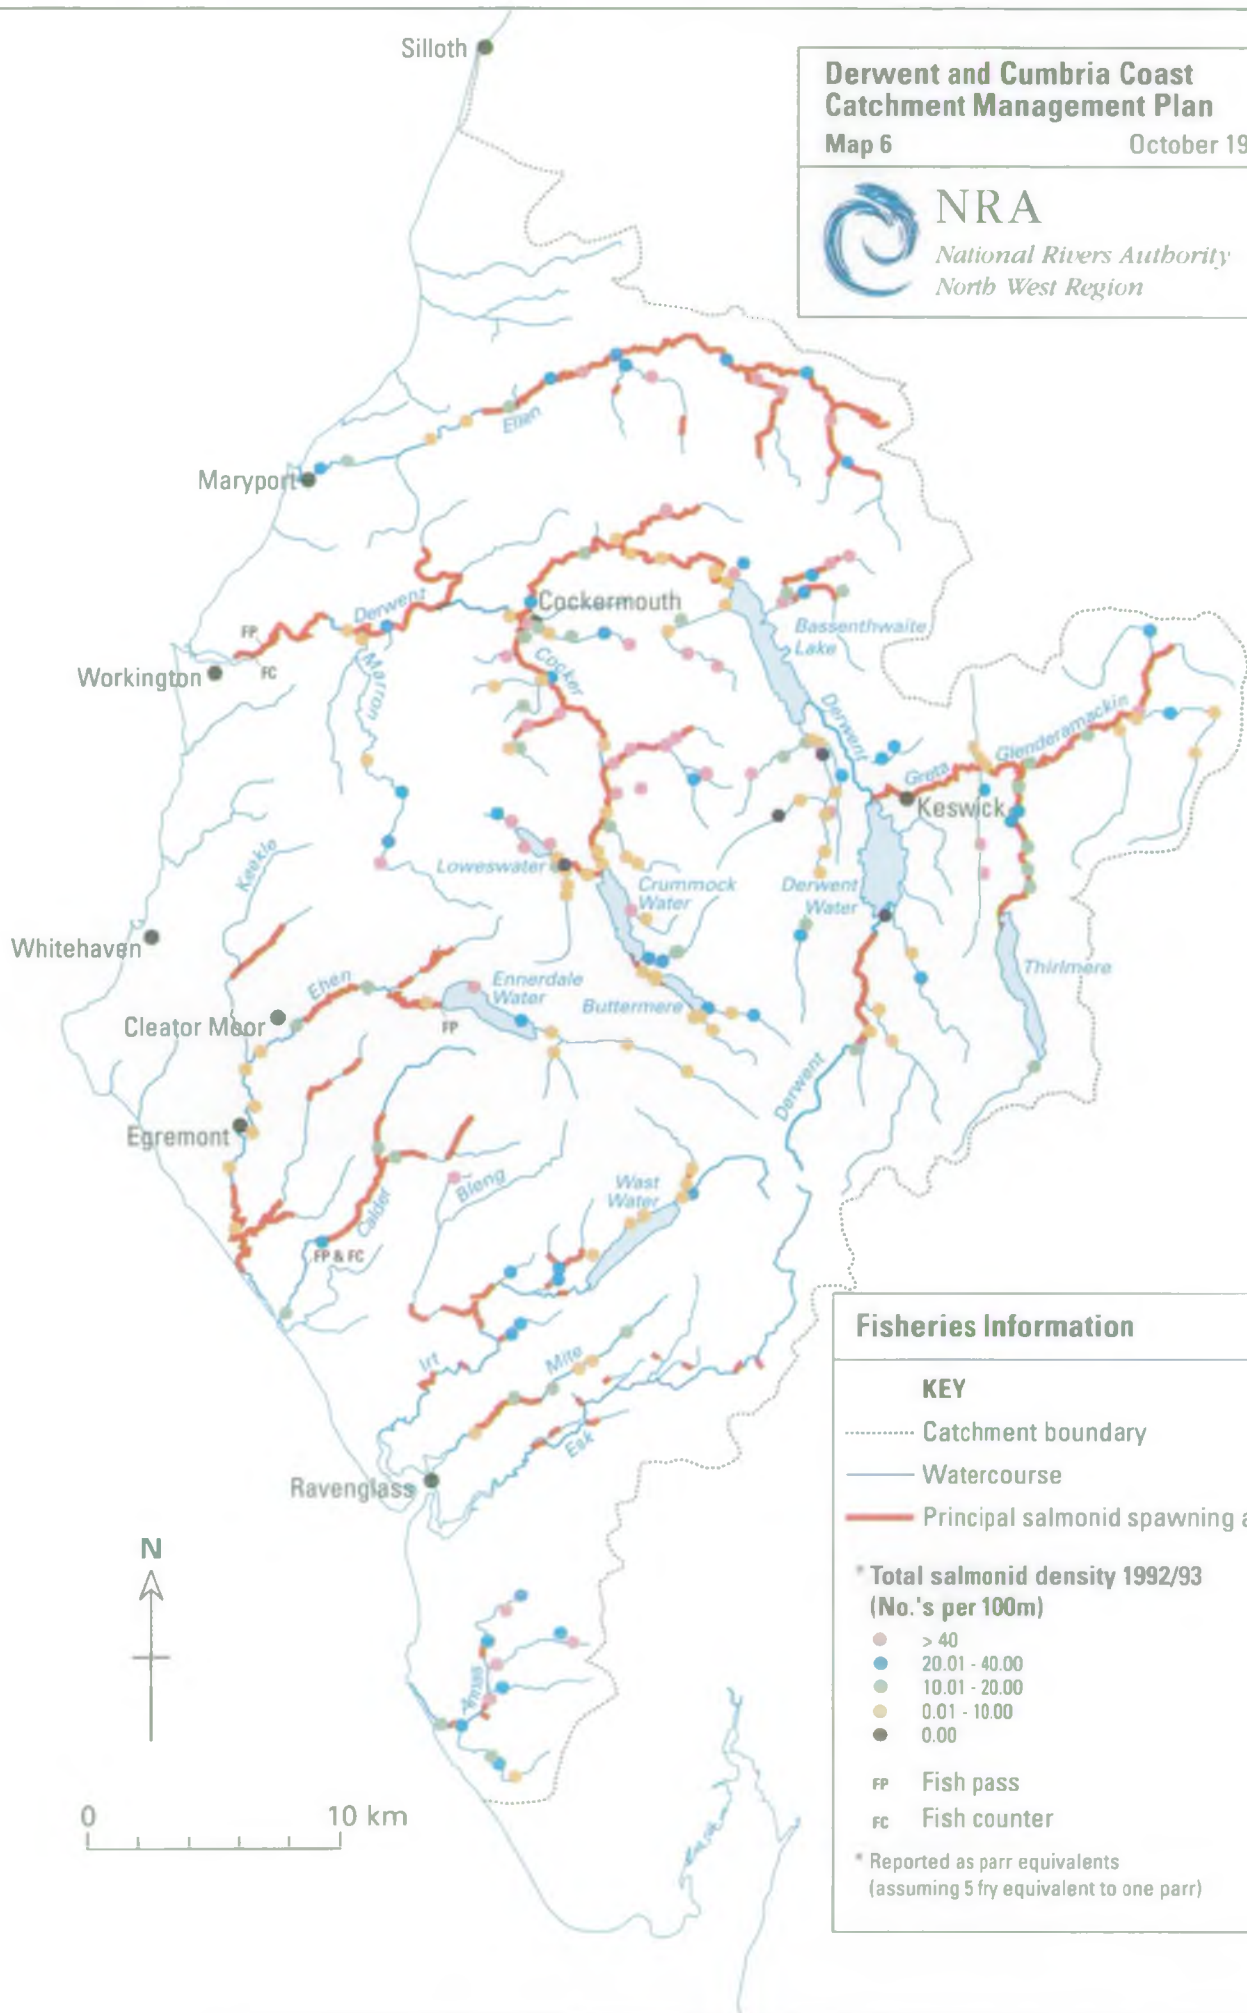 Silloth
Derwent and Cumbria Coast
Catchment Management Plan
Map 6 October 19
NRA
National Rivers Authority
North West Region
Ellen
Maryport
Cockermouth
Derwent
FP
FC
Workington
Marron
Cocker
Bassenthwaite
Lake
Derwent
Glenderamackin
Greta
Keswick
Keekle
Loweswater
Crummock
Water
Derwent
Water
Whitehaven
Thirlmere
Ehen
Ennerdale
Water
Buttermere
Cleator Moor
FP
Derwent
Egremont
Bleng
Wast
Water
Calder
FP & FC
Irt
Mite
Esk
Ravenglass
Annas
N
0 10 km
Fisheries Information
KEY
Catchment boundary
Watercourse
Principal salmonid spawning a
* Total salmonid density 1992/93
(No.'s per 100m)
> 40
20.01 - 40.00
10.01 - 20.00
0.01 - 10.00
0.00
FP Fish pass
FC Fish counter
* Reported as parr equivalents
(assuming 5 fry equivalent to one parr)